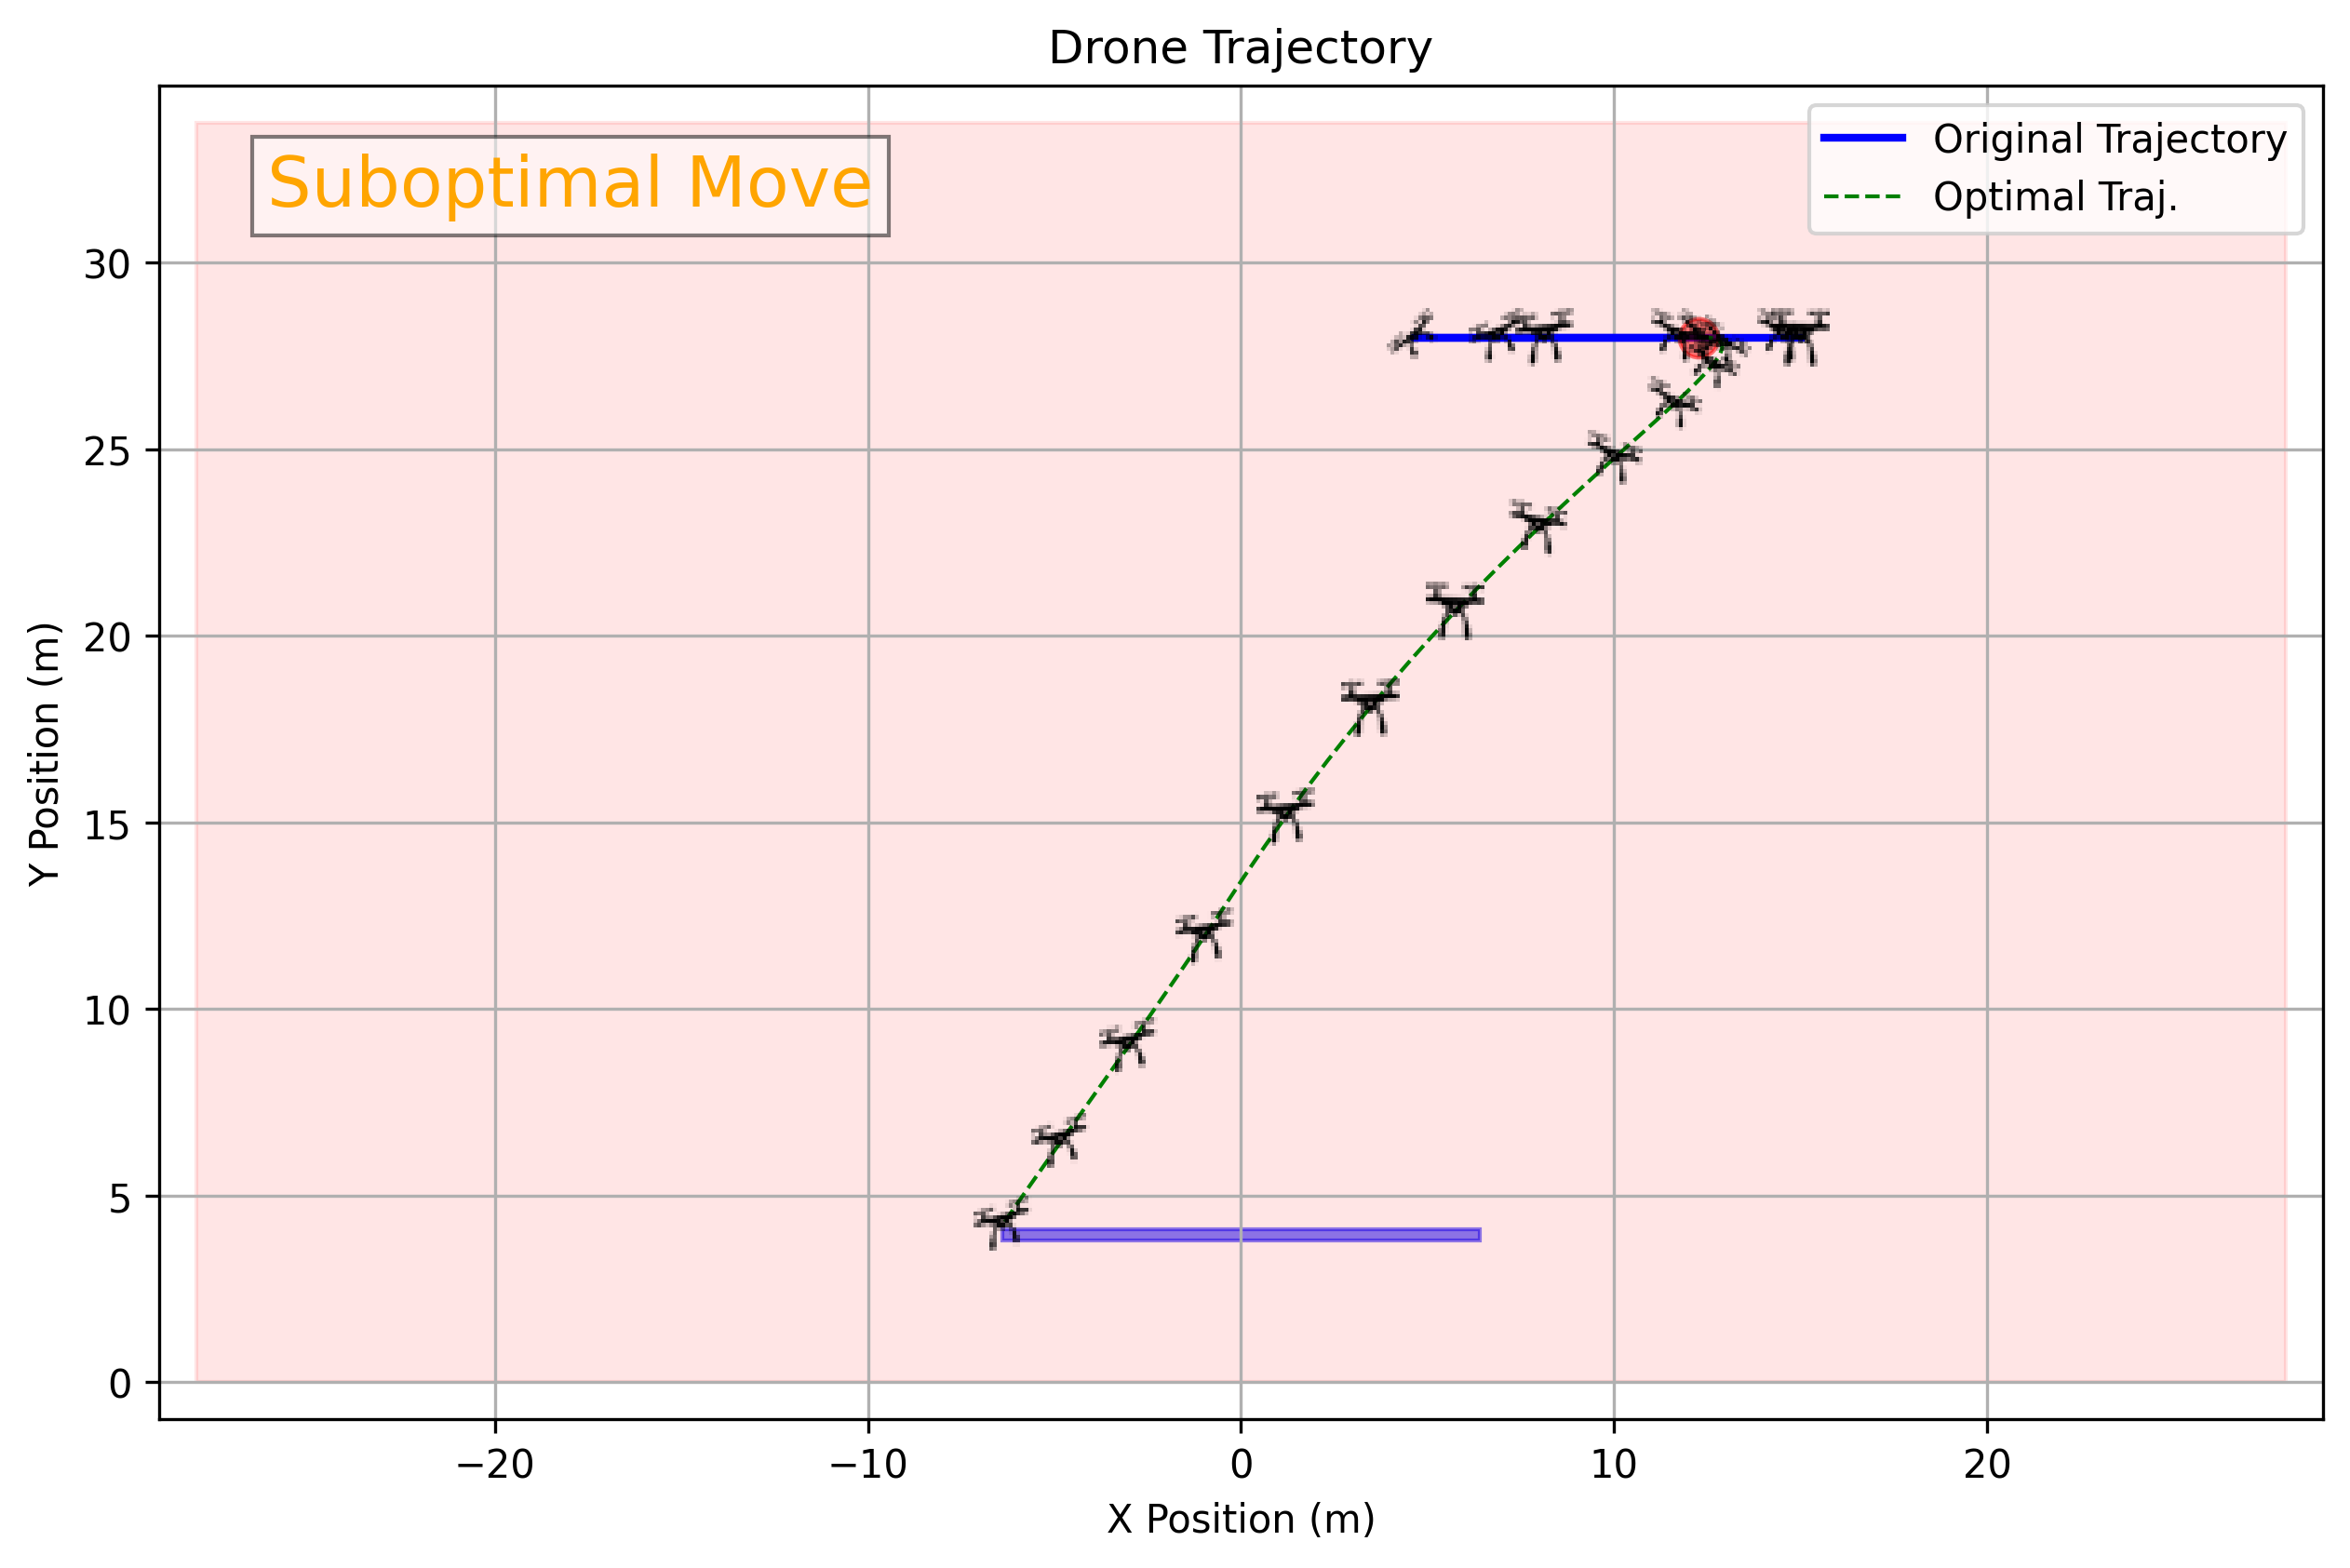 Drone Trajectory
Suboptimal Move
Original Trajectory
Optimal Traj.
30
25
20
15
10
5
0
Y Position (m)
−20
−10
0
10
20
X Position (m)